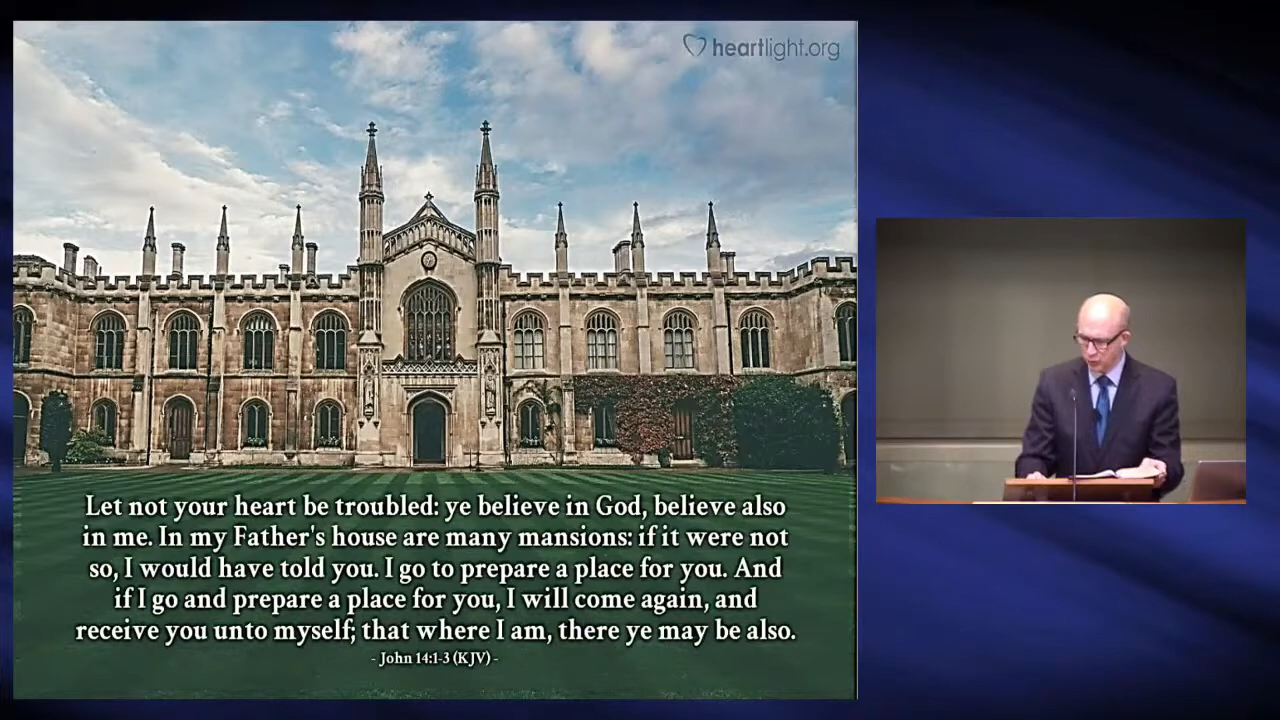 heartlight.org
Let not your heart be troubled: ye believe in God, believe also
in me. In my Father's house are many mansions: if it were not
so, I would have told you. I go to prepare a place for you. And
if I go and prepare a place for you, I will come again, and
receive you unto myself; that where I am, there ye may be also.
- John 14:1-3 (KJV) -